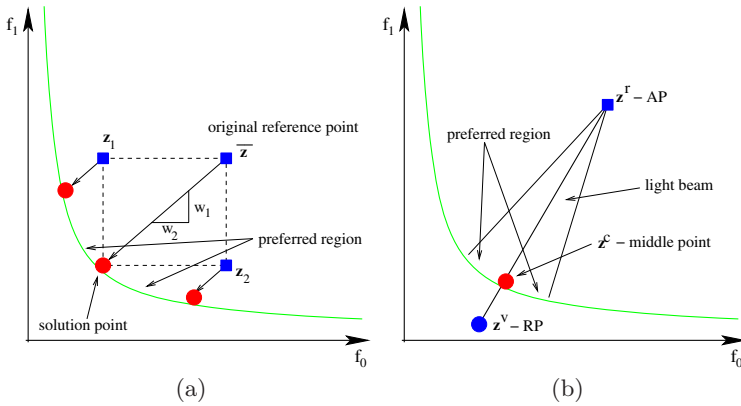 f1
z1
original reference point
z
w1
w2
preferred region
z2
solution point
f0
(a)
f1
z^r – AP
preferred region
light beam
z^c – middle point
z^v – RP
f0
(b)